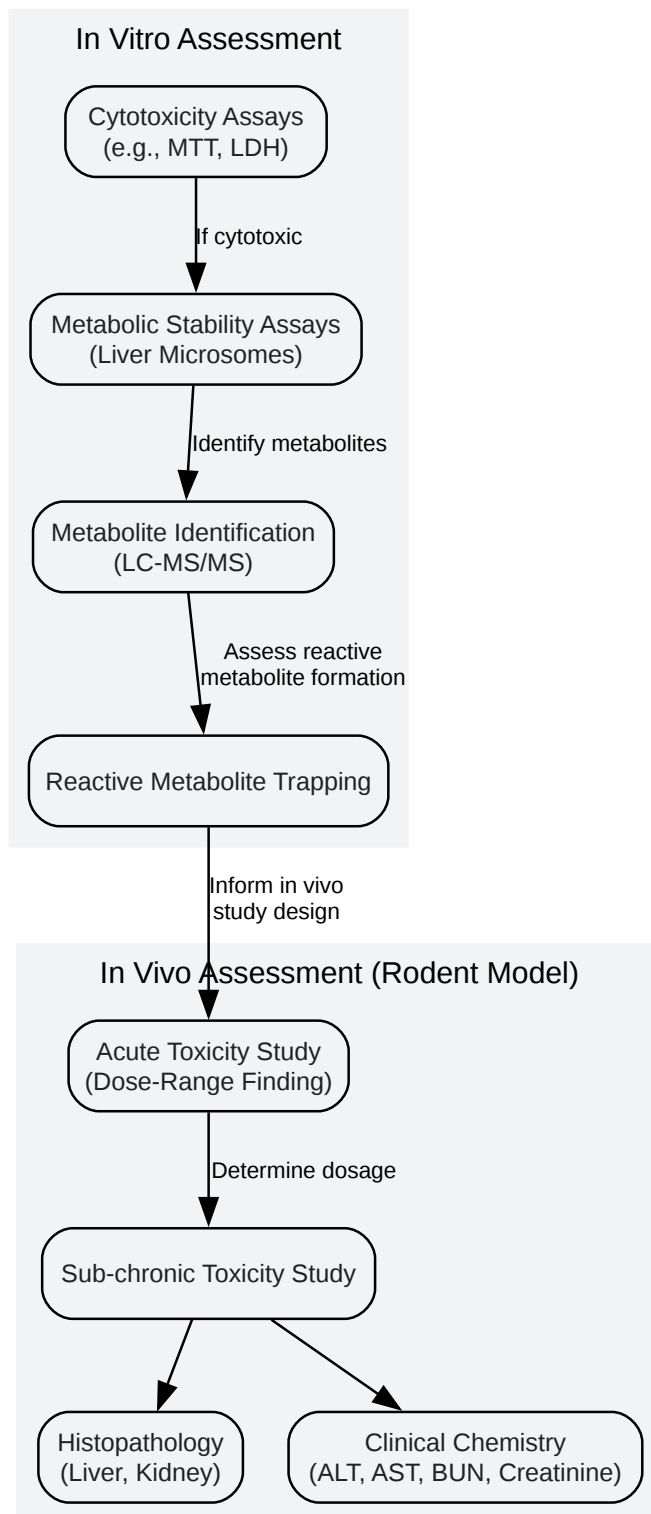 In Vitro Assessment
Cytotoxicity Assays
(e.g., MTT, LDH)
If cytotoxic
Metabolic Stability Assays
(Liver Microsomes)
Identify metabolites
Metabolite Identification
(LC-MS/MS)
Assess reactive
metabolite formation
Reactive Metabolite Trapping
Inform in vivo
study design
In Vivo Assessment (Rodent Model)
Acute Toxicity Study
(Dose-Range Finding)
Determine dosage
Sub-chronic Toxicity Study
Histopathology
(Liver, Kidney)
Clinical Chemistry
(ALT, AST, BUN, Creatinine)